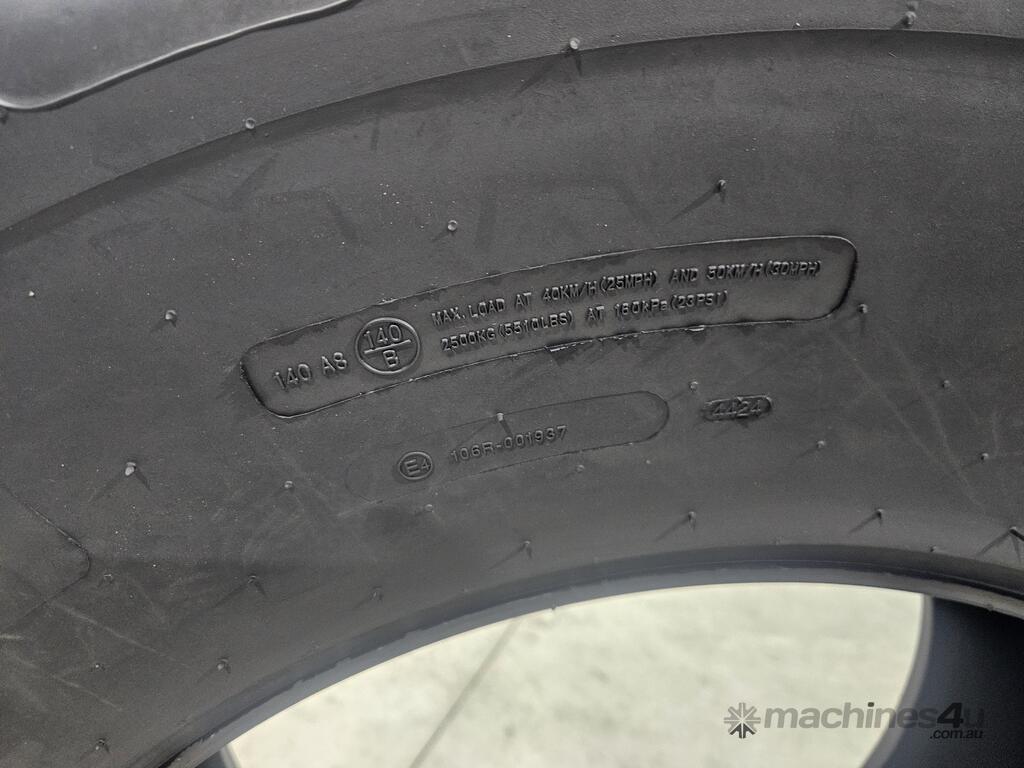 140 A8
140
B
MAX. LOAD AT 40KM/H(25MPH) AND 50KM/H(30MPH)
2500KG(5510LBS) AT 160kPa(23PSI)
E4 106R-001937
4424
machines4u
.com.au